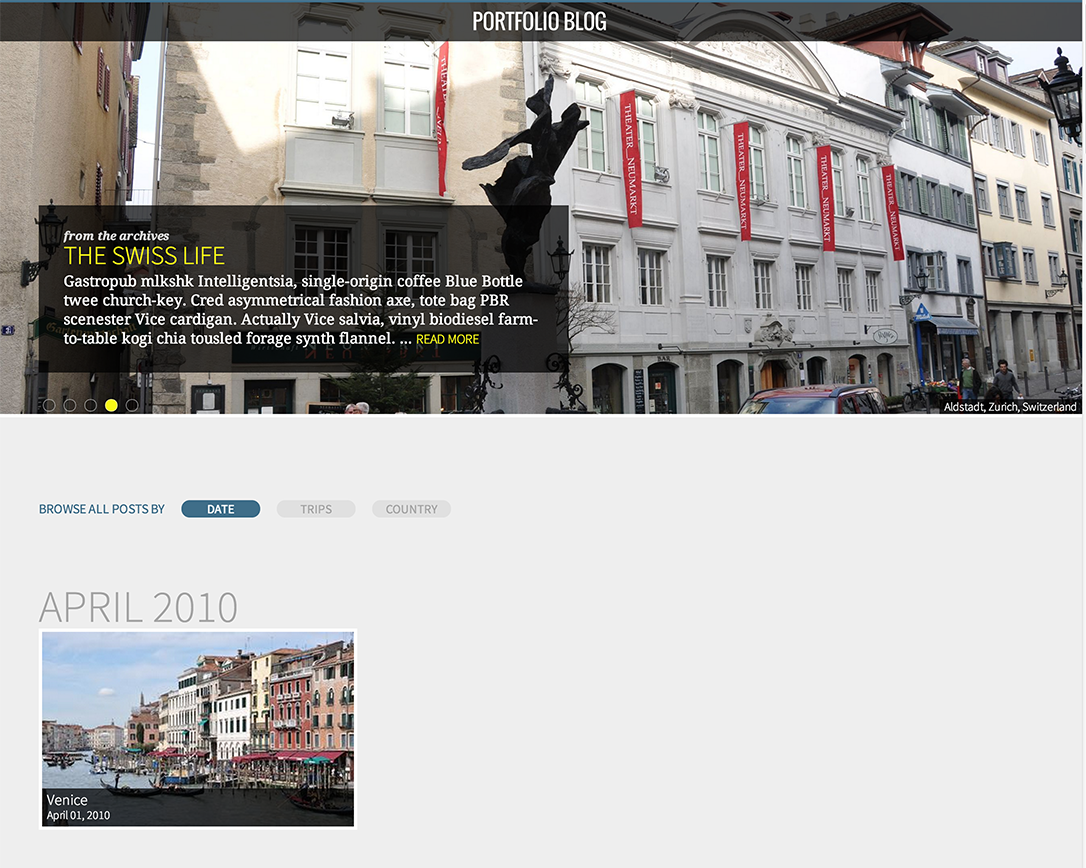 PORTFOLIO BLOG
THEATER_NEUMARKT
THEATER_NEUMARKT
THEATER_NEUMARKT
THEATER_NEUMARKT
from the archives
THE SWISS LIFE
Gastropub mlkshk Intelligentsia, single-origin coffee Blue Bottle
twee church-key. Cred asymmetrical fashion axe, tote bag PBR
scenester Vice cardigan. Actually Vice salvia, vinyl biodiesel farm-
to-table kogi chia tousled forage synth flannel. ... READ MORE
BAR
Aldstadt, Zurich, Switzerland
BROWSE ALL POSTS BY DATE TRIPS COUNTRY
APRIL 2010
Venice
April 01, 2010